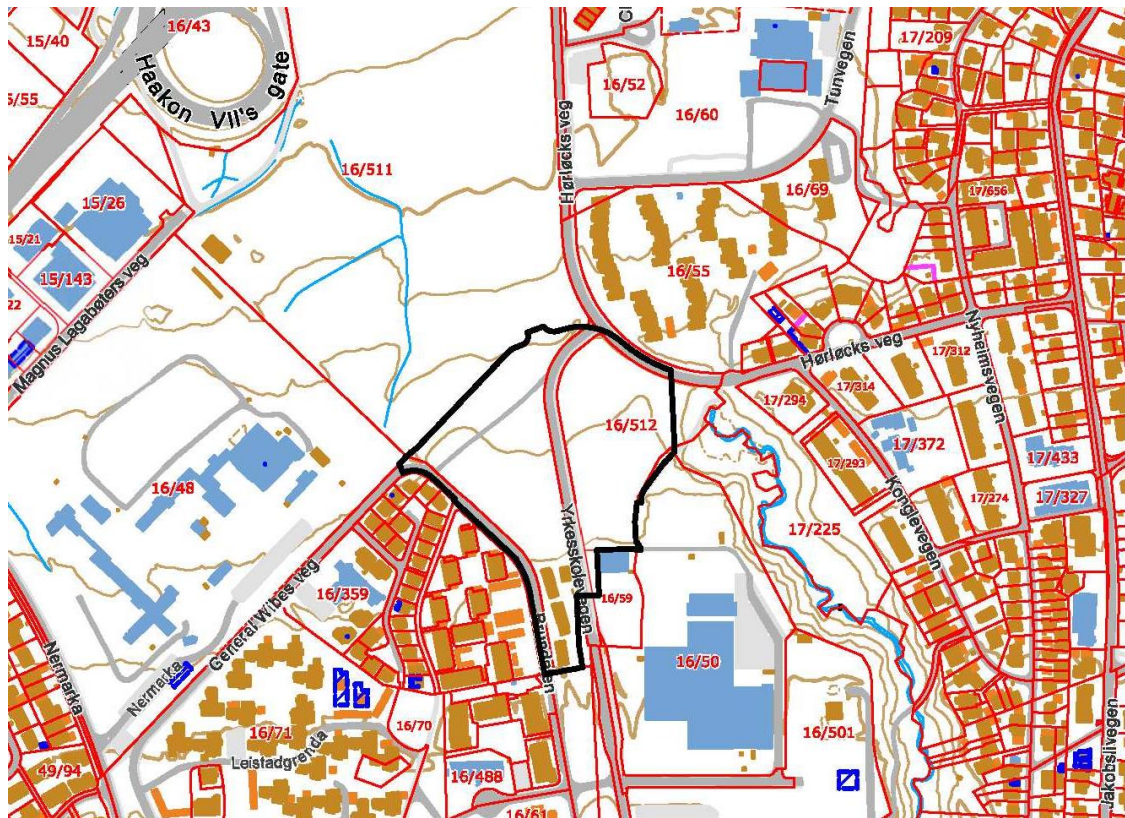 15/40
16/43
Haakon VII's gate
16/52
16/60
Tunvegen
17/209
Hørløcks veg
16/511
15/26
15/21
15/143
Magnus Lagabøters veg
16/69
17/656
16/55
Hørløcks veg
Nyheimsvegen
17/312
17/314
17/294
16/512
17/372
17/433
17/293
17/327
17/274
Konglevegen
16/48
17/225
Yrkesskolevegen
General Wibes veg
16/359
16/59
16/50
Nermarka
Nermarka
16/70
16/71
Leistadgrenda
16/501
49/94
16/488
16/61
Jakobslivegen